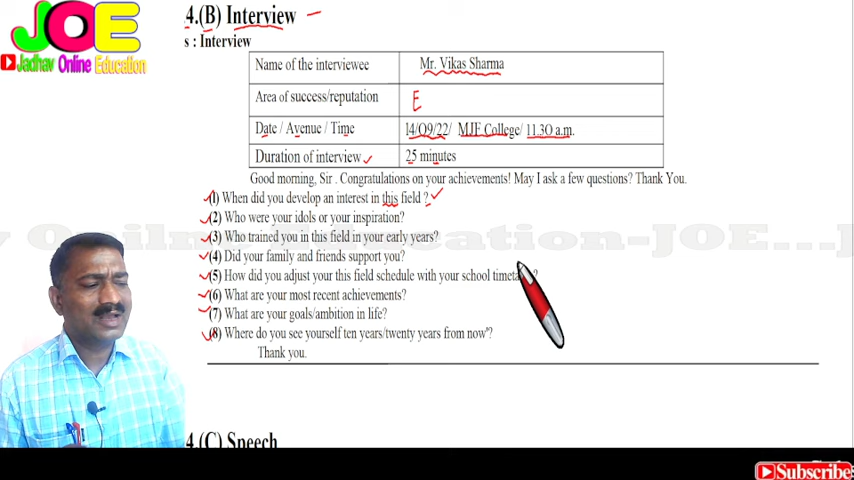 4.(B) Interview
JOE
Jadhav Online Education
s : Interview
Name of the interviewee Mr. Vikas Sharma
Area of success/reputation E
Date / Avenue / Time 14/09/22/ MJF College/ 11.30 a.m.
Duration of interview 25 minutes
Good morning, Sir . Congratulations on your achievements! May I ask a few questions? Thank You.
(1) When did you develop an interest in this field ?
(2) Who were your idols or your inspiration?
(3) Who trained you in this field in your early years?
(4) Did your family and friends support you?
(5) How did you adjust your this field schedule with your school ?
(6) What are your most recent achievements?
(7) What are your goals/ambition in life?
(8) Where do you see yourself ten years/twenty years from now"?
Thank you.
4.(C) Speech
Subscribe